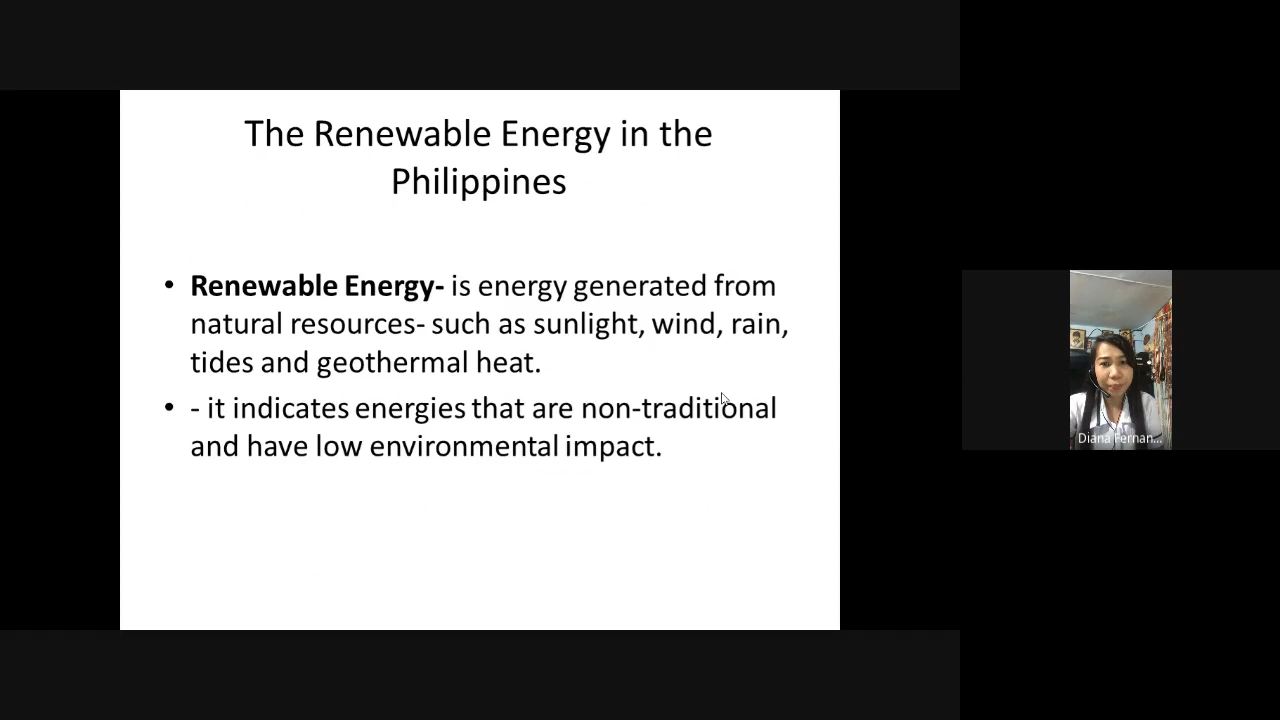 The Renewable Energy in the
Philippines
• Renewable Energy- is energy generated from
natural resources- such as sunlight, wind, rain,
tides and geothermal heat.
• - it indicates energies that are non-traditional
and have low environmental impact.
Diana Fernan...